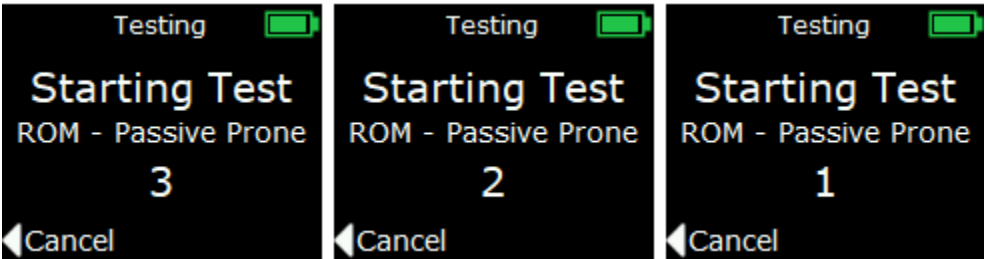 Testing
Starting Test
ROM - Passive Prone
3
Cancel
Testing
Starting Test
ROM - Passive Prone
2
Cancel
Testing
Starting Test
ROM - Passive Prone
1
Cancel